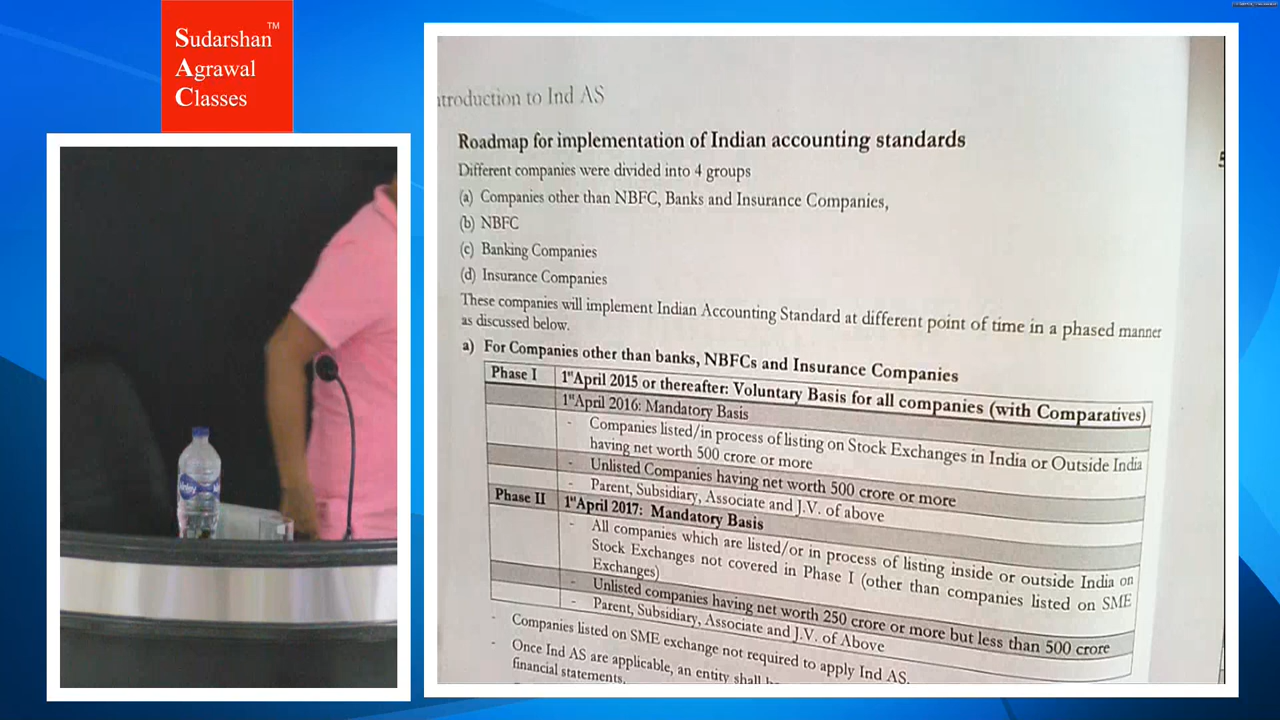 Sudarshan™
Agrawal
Classes
ntroduction to Ind AS
Roadmap for implementation of Indian accounting standards
Different companies were divided into 4 groups
(a) Companies other than NBFC, Banks and Insurance Companies,
(b) NBFC
(c) Banking Companies
(d) Insurance Companies
These companies will implement Indian Accounting Standard at different point of time in a phased manner
as discussed below.
a) For Companies other than banks, NBFCs and Insurance Companies
Phase I 1st April 2015 or thereafter: Voluntary Basis for all companies (with Comparatives)
1st April 2016: Mandatory Basis
- Companies listed/in process of listing on Stock Exchanges in India or Outside India
having net worth 500 crore or more
- Unlisted Companies having net worth 500 crore or more
- Parent, Subsidiary, Associate and J.V. of above
Phase II 1st April 2017: Mandatory Basis
- All companies which are listed/or in process of listing inside or outside India on
Stock Exchanges not covered in Phase I (other than companies listed on SME
Exchanges)
- Unlisted companies having net worth 250 crore or more but less than 500 crore
- Parent, Subsidiary, Associate and J.V. of Above
- Companies listed on SME exchange not required to apply Ind AS.
- Once Ind AS are applicable, an entity shall
financial statements.